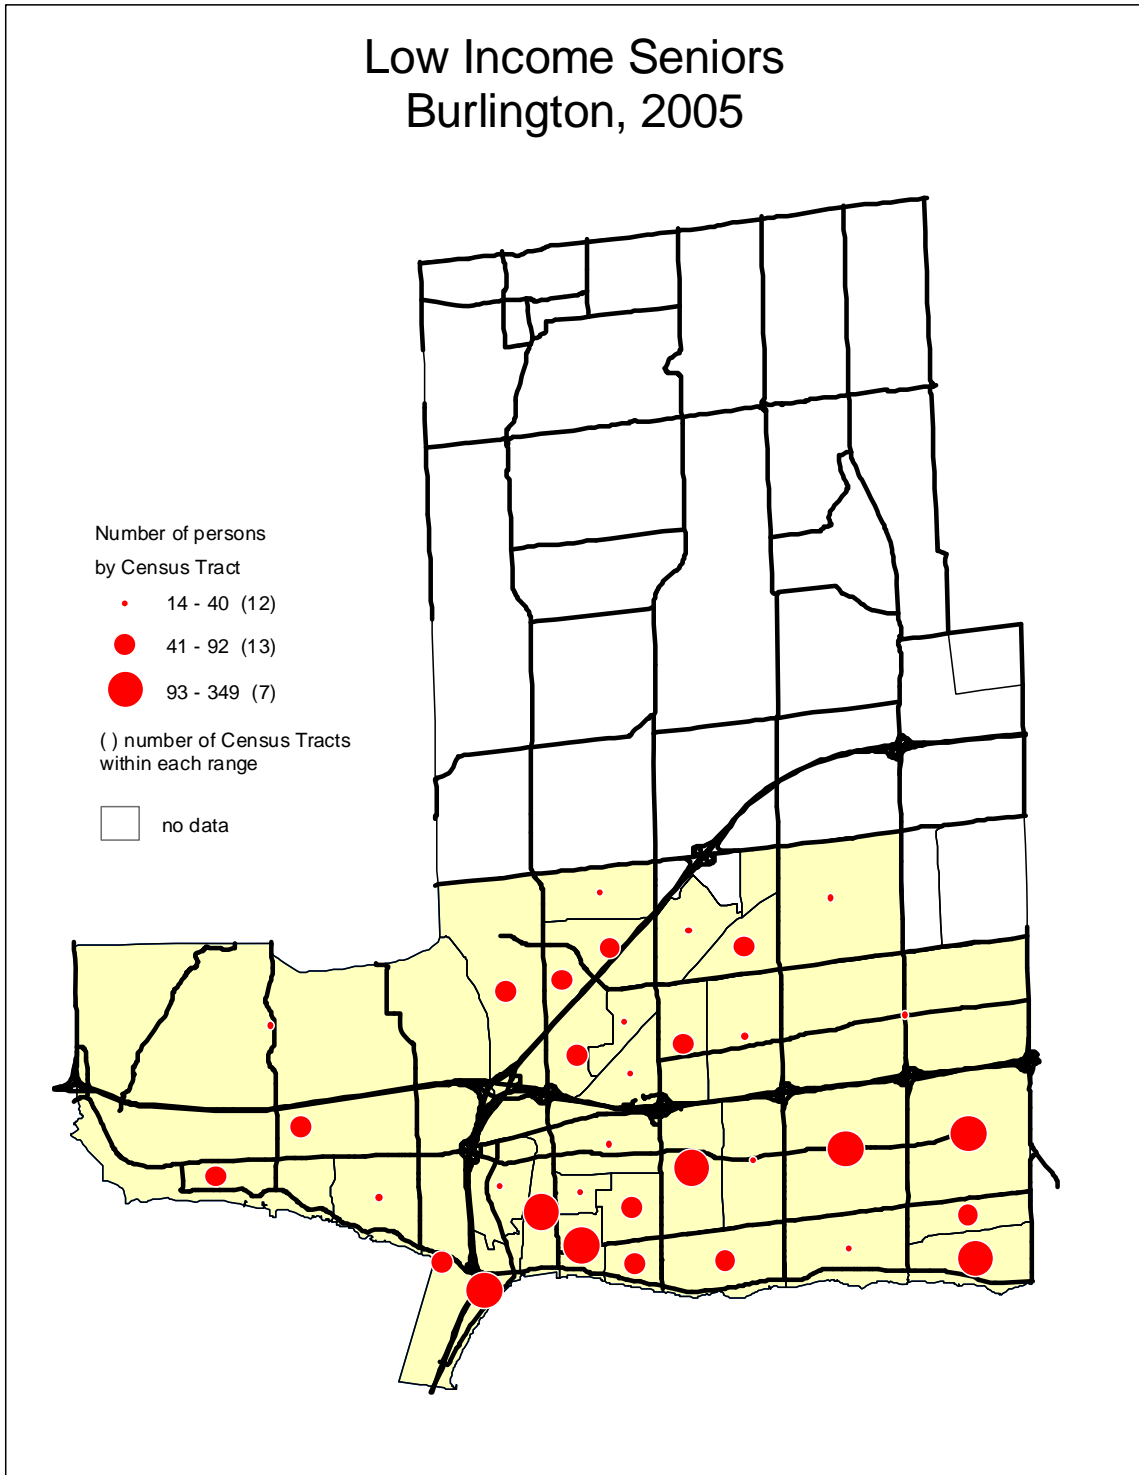 Low Income Seniors
Burlington, 2005
Number of persons
by Census Tract
14 - 40 (12)
41 - 92 (13)
93 - 349 (7)
( ) number of Census Tracts
within each range
no data